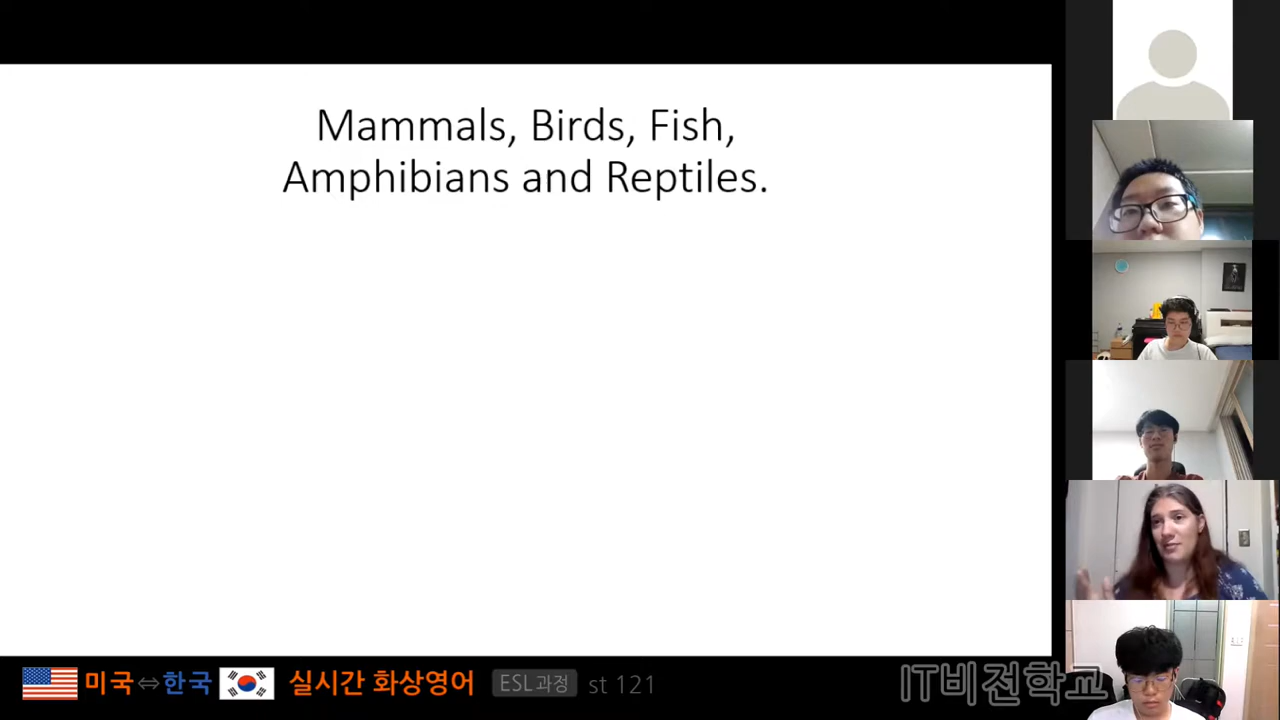 Mammals, Birds, Fish,
Amphibians and Reptiles.
미국⇔한국 실시간 화상영어 ESL과정 st 121
IT비전학교